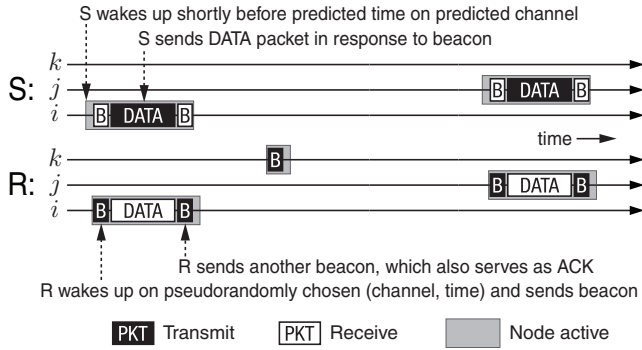 S wakes up shortly before predicted time on predicted channel
S sends DATA packet in response to beacon
k
S: j B DATA B
i B DATA B
time
k B
R: j B DATA B
i B DATA B
R sends another beacon, which also serves as ACK
R wakes up on pseudorandomly chosen (channel, time) and sends beacon
PKT Transmit PKT Receive Node active